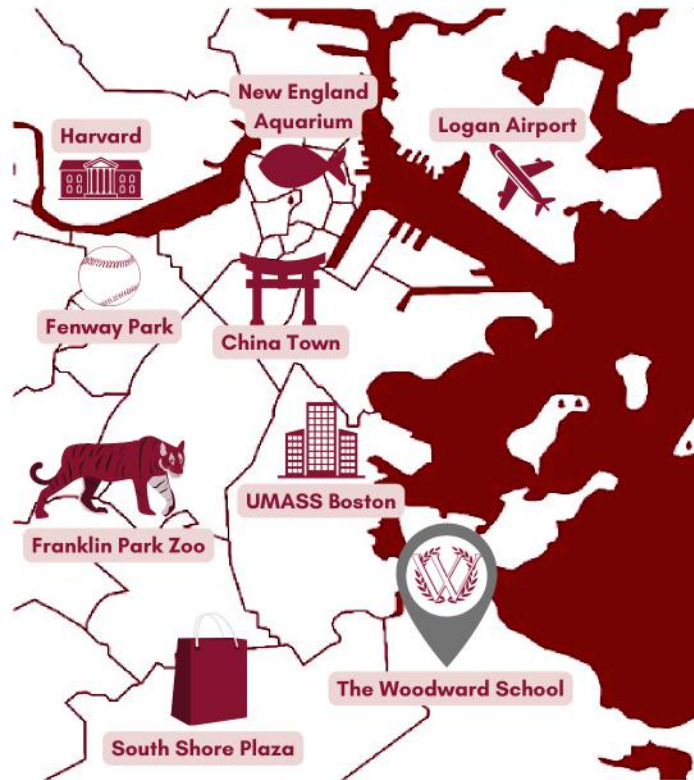 New England
Aquarium
Harvard
Logan Airport
Fenway Park
China Town
UMASS Boston
Franklin Park Zoo
W
The Woodward School
South Shore Plaza